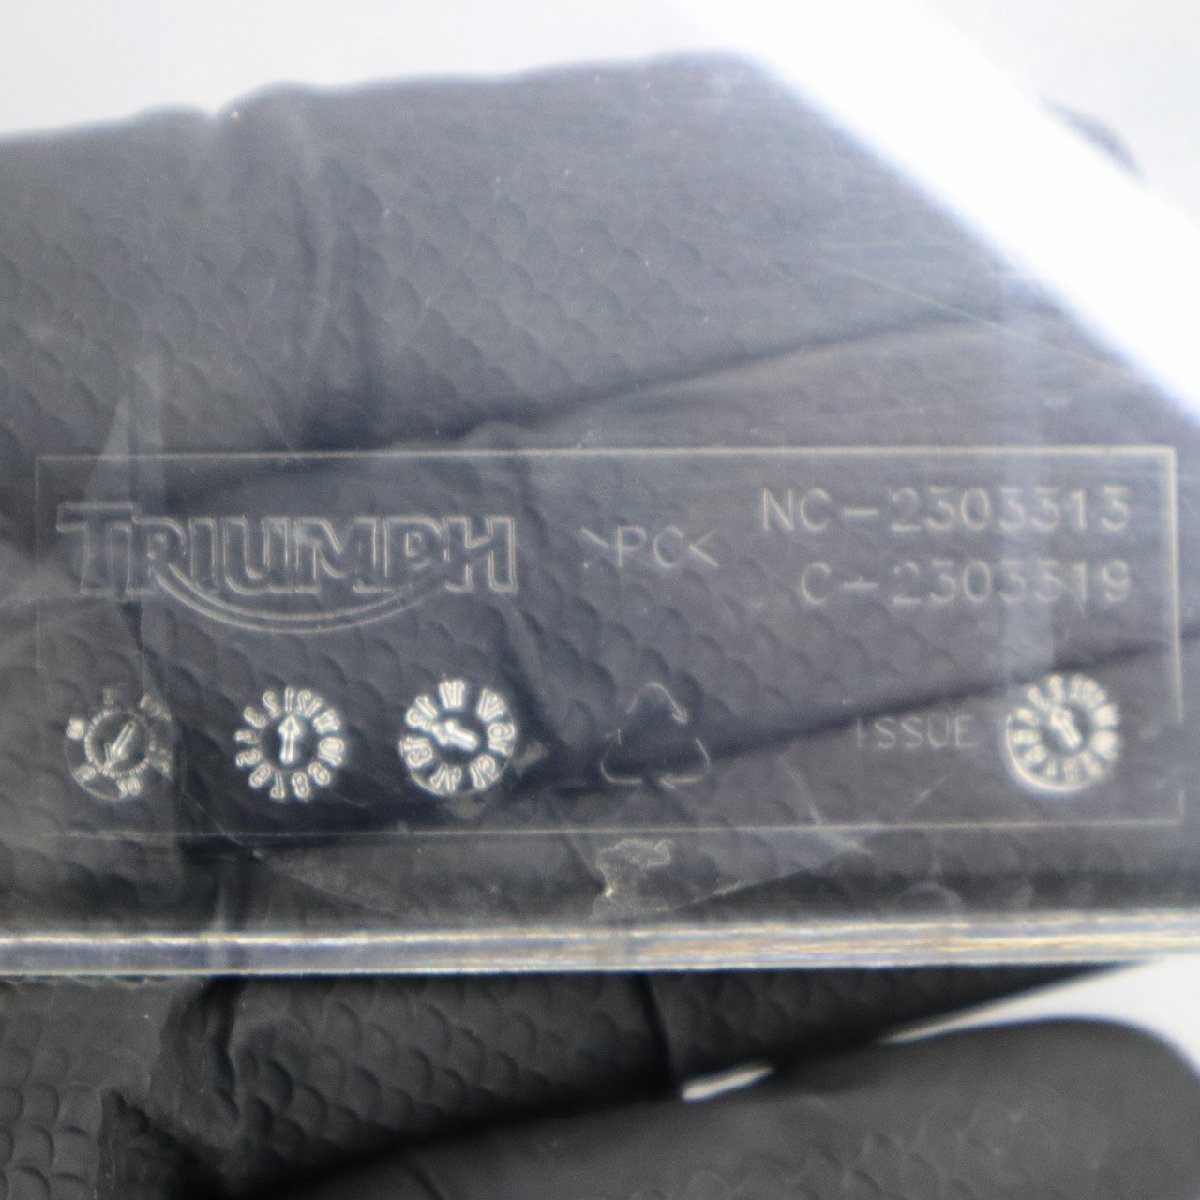 TRIUMPH
>PC<
NC-2303313
C-2303319
ISSUE